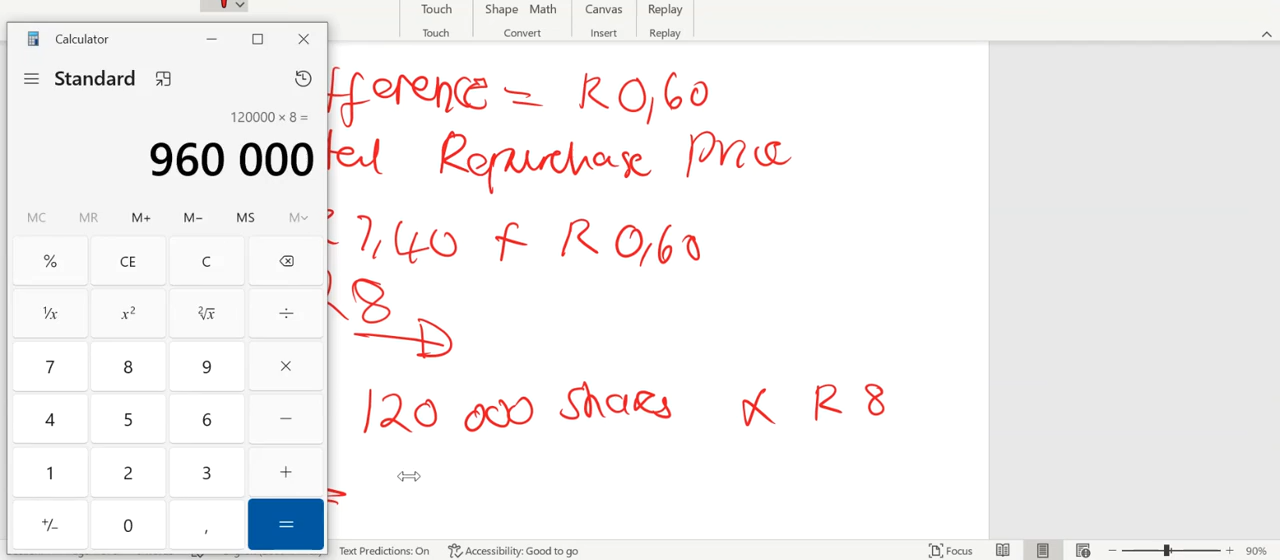 Touch Shape Math Canvas Replay
Touch Convert Insert Replay
Calculator
Standard
120000 × 8 =
960 000
MC MR M+ M− MS M˅
% CE C
¹/x x² ²√x ÷
7 8 9 ×
4 5 6 −
1 2 3 +
+/− 0 , =
fference = R0,60
ted Repurchase Price
R 7,40 + R 0,60
R8
D
120 000 shares × R 8
=
Text Predictions: On Accessibility: Good to go Focus 90%